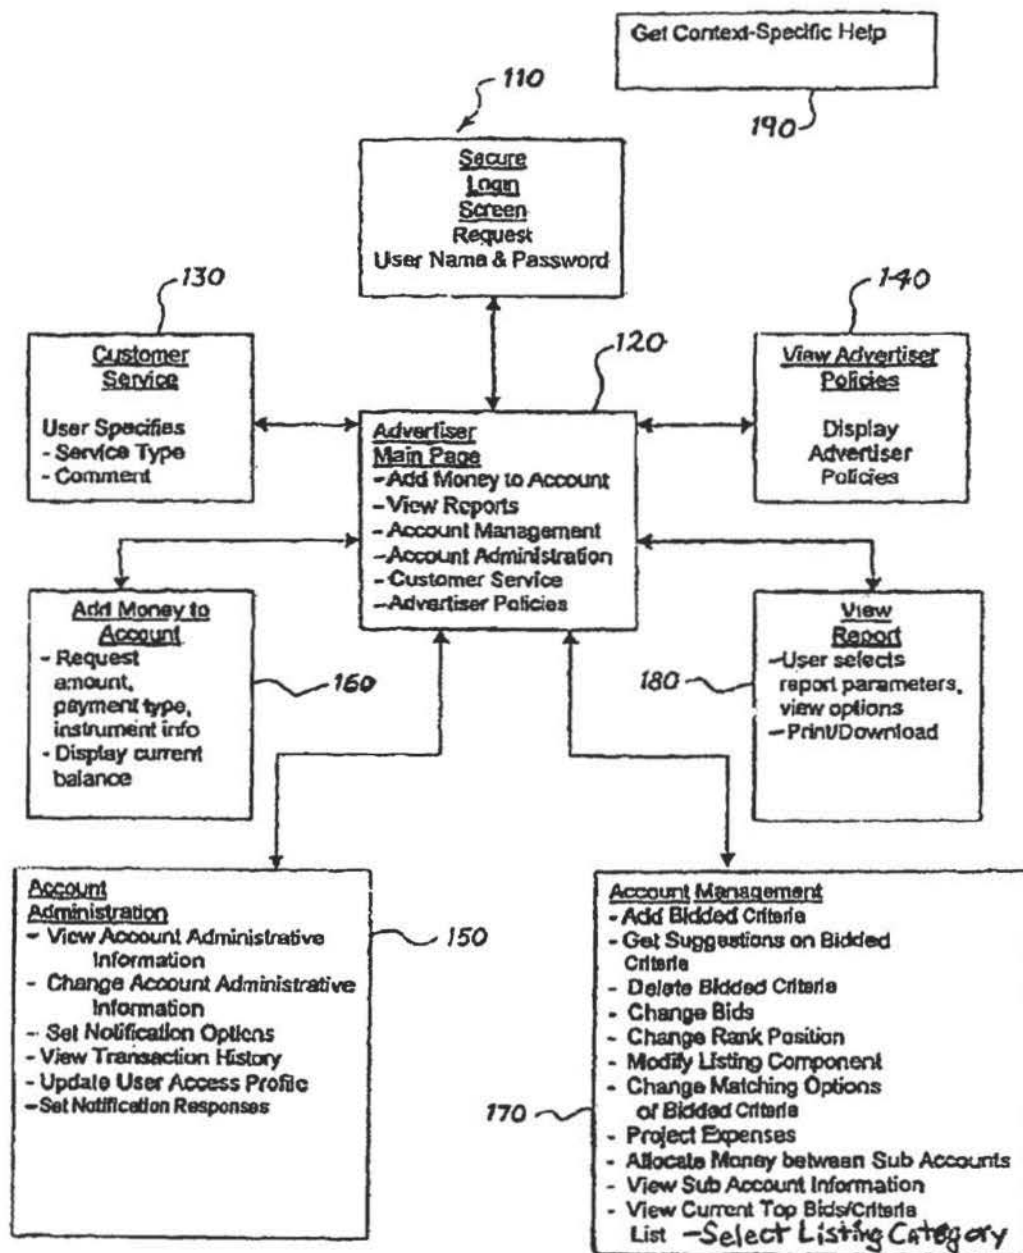 Get Context-Specific Help
190
110
Secure
Login
Screen
Request
User Name & Password
130
Customer
Service
User Specifies
- Service Type
- Comment
120
Advertiser
Main Page
- Add Money to Account
- View Reports
- Account Management
- Account Administration
- Customer Service
- Advertiser Policies
140
View Advertiser
Policies
Display
Advertiser
Policies
Add Money to
Account
- Request
amount,
payment type,
instrument info
- Display current
balance
160
180
View
Report
- User selects
report parameters,
view options
- Print/Download
Account
Administration
- View Account Administrative
Information
- Change Account Administrative
Information
- Set Notification Options
- View Transaction History
- Update User Access Profile
- Set Notification Responses
150
170
Account Management
- Add Bidded Criteria
- Get Suggestions on Bidded
Criteria
- Delete Bidded Criteria
- Change Bids
- Change Rank Position
- Modify Listing Component
- Change Matching Options
of Bidded Criteria
- Project Expenses
- Allocate Money between Sub Accounts
- View Sub Account Information
- View Current Top Bids/Criteria
List - Select Listing Category